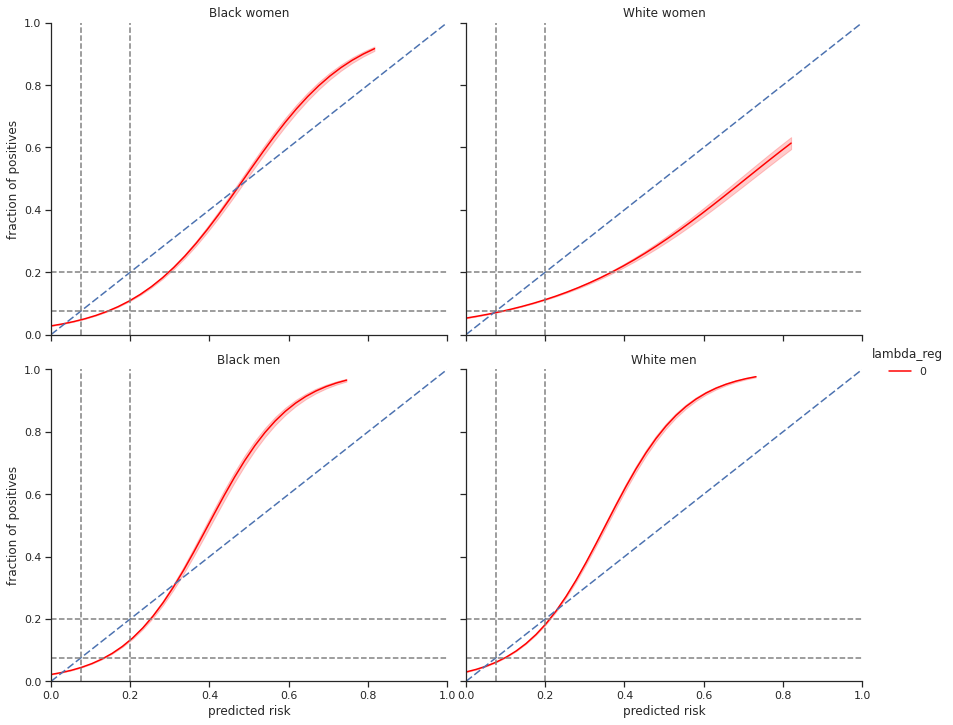 Black women
White women
1.0
0.8
0.6
0.4
0.2
0.0
fraction of positives
Black men
White men
lambda_reg
0
1.0
0.8
0.6
0.4
0.2
0.0
fraction of positives
0.0 0.2 0.4 0.6 0.8 1.0
0.0 0.2 0.4 0.6 0.8 1.0
predicted risk
predicted risk